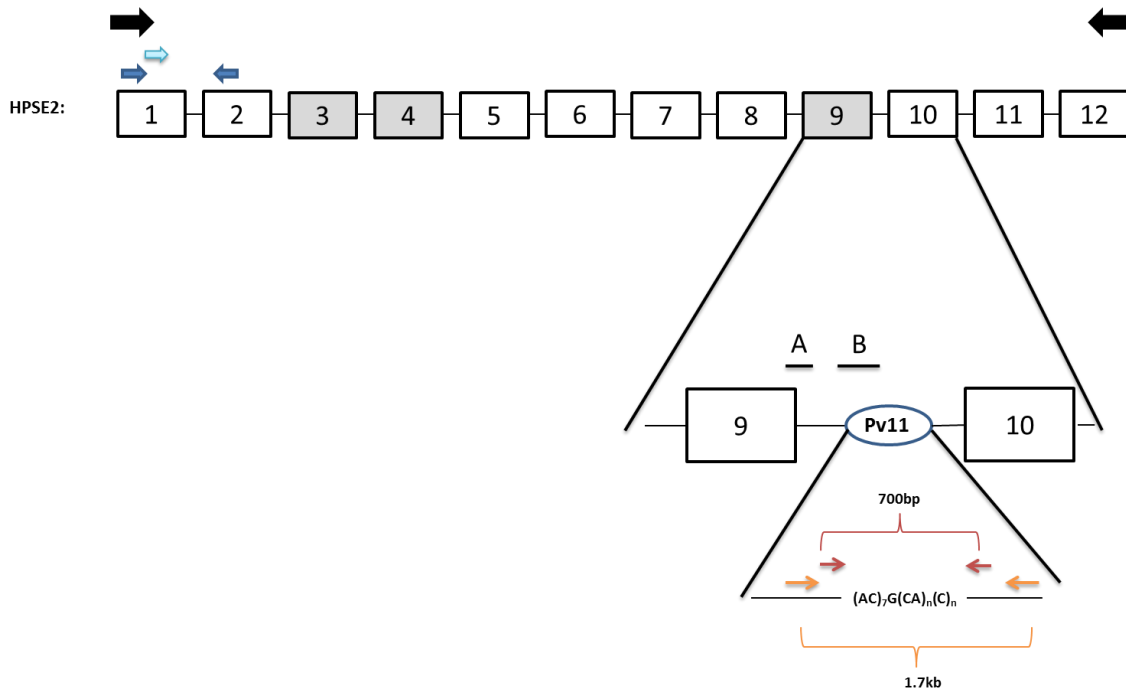 HPSE2:
1 2 3 4 5 6 7 8 9 10 11 12
A B
9 Pv11 10
700bp
(AC)₇G(CA)ₙ(C)ₙ
1.7kb